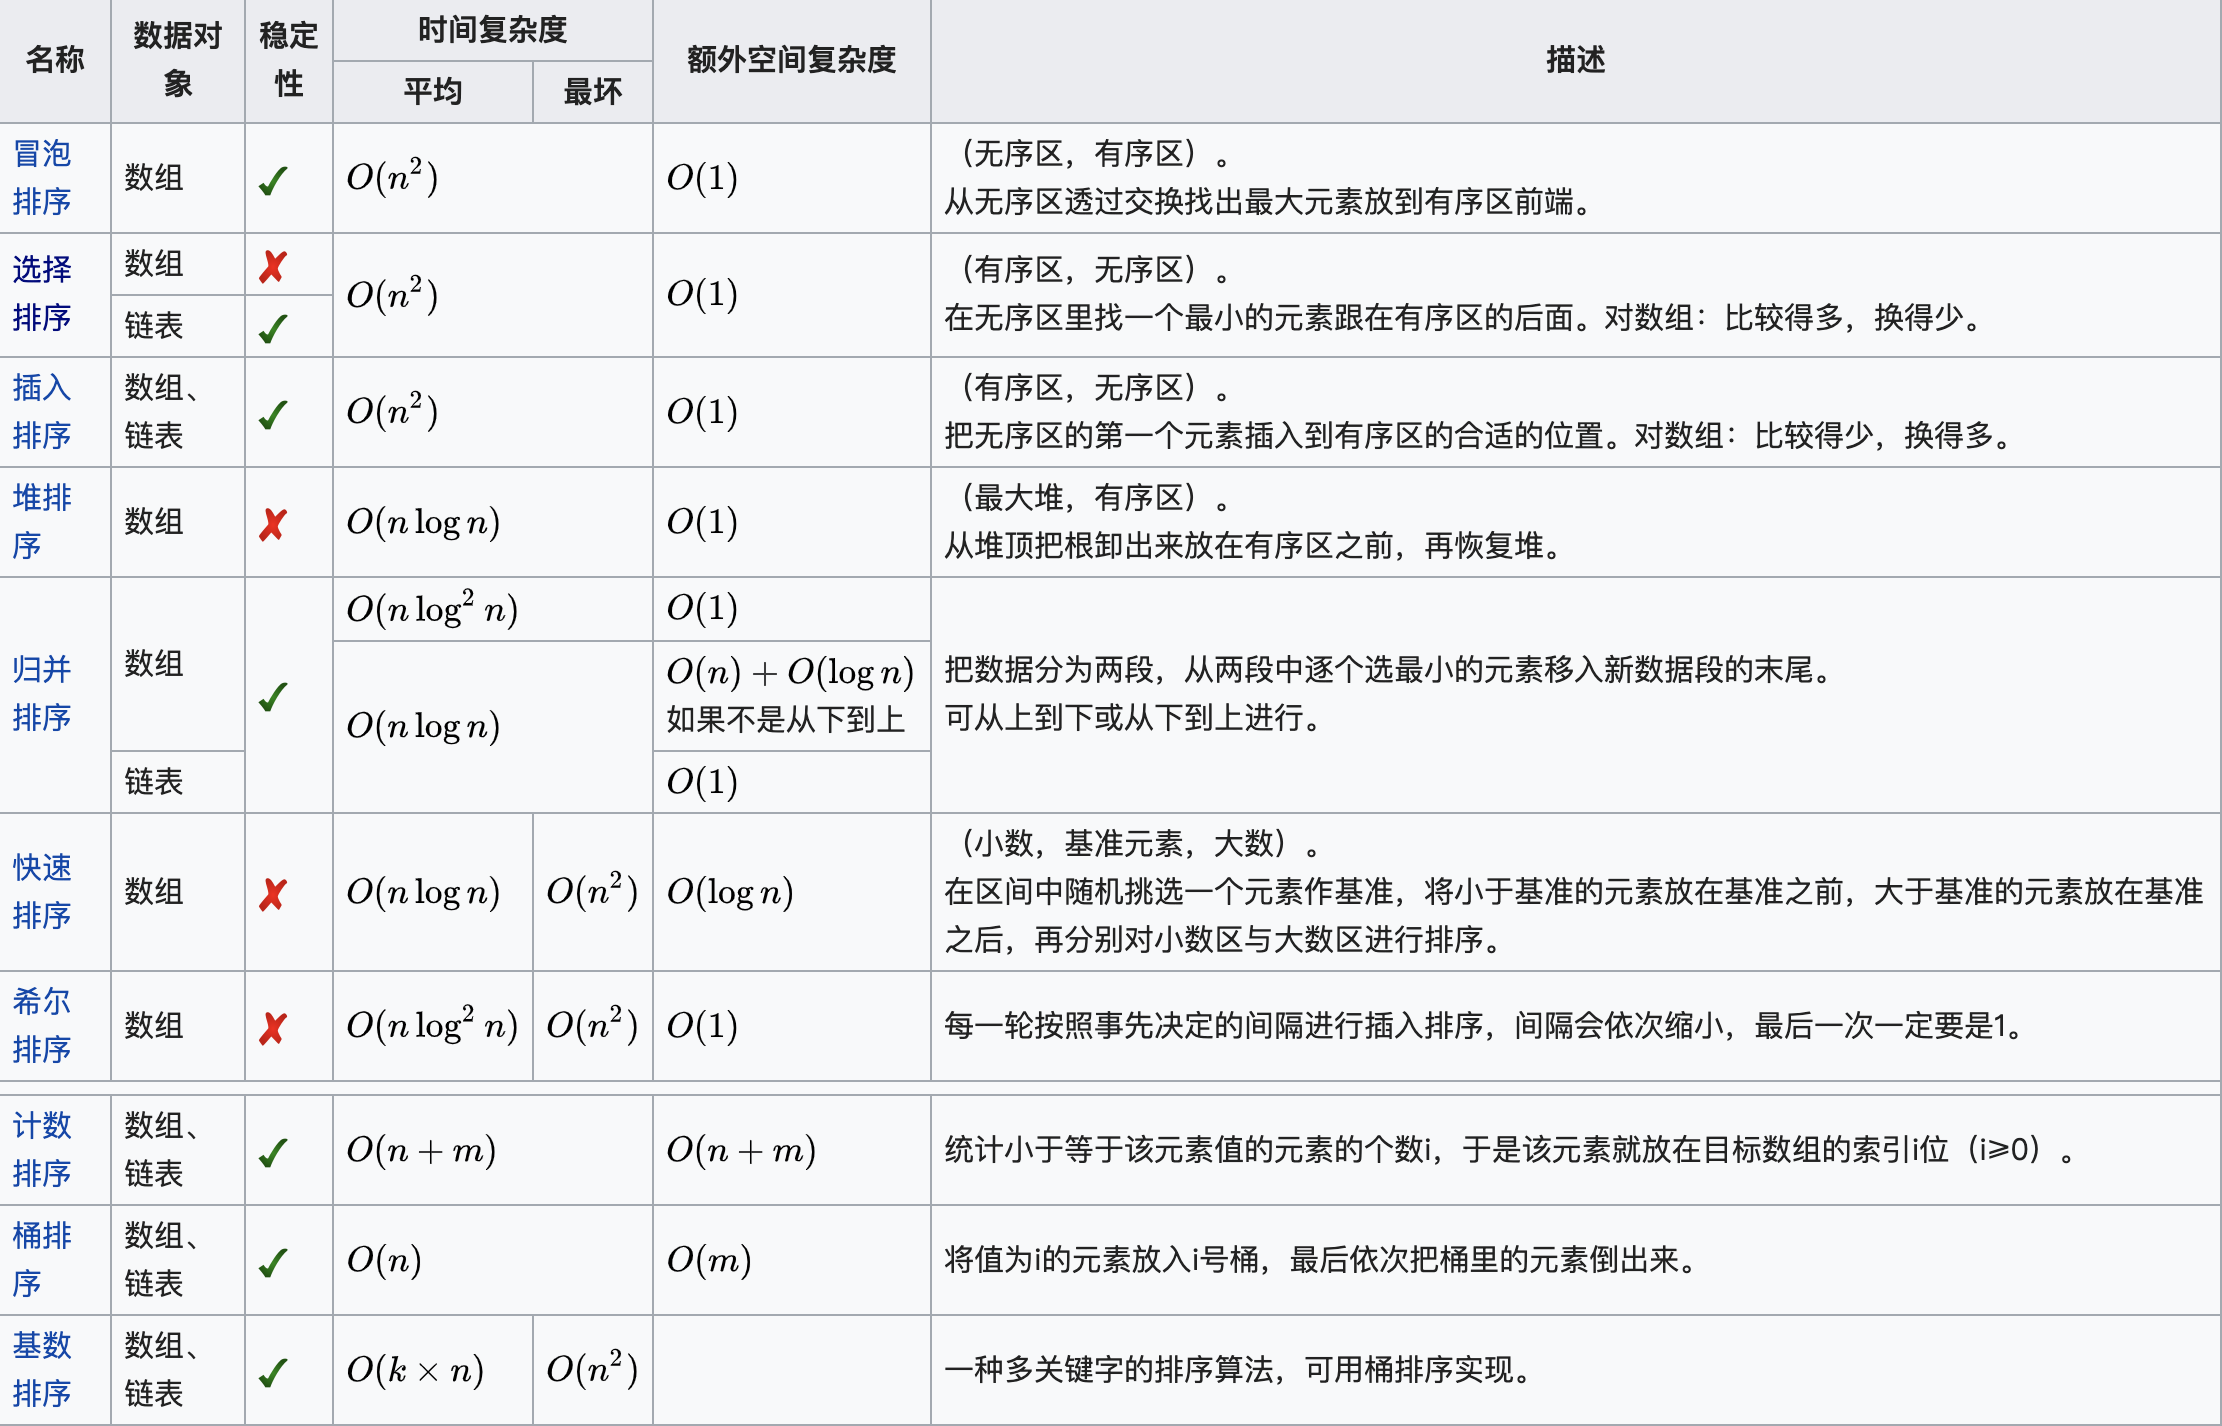 名称
数据对
象
稳定
性
时间复杂度
平均
最坏
额外空间复杂度
描述
冒泡
排序
数组
✓
O(n²)
O(1)
（无序区，有序区）。
从无序区透过交换找出最大元素放到有序区前端。
选择
排序
数组
✗
链表
✓
O(n²)
O(1)
（有序区，无序区）。
在无序区里找一个最小的元素跟在有序区的后面。对数组：比较得多，换得少。
插入
排序
数组、
链表
✓
O(n²)
O(1)
（有序区，无序区）。
把无序区的第一个元素插入到有序区的合适的位置。对数组：比较得少，换得多。
堆排
序
数组
✗
O(n log n)
O(1)
（最大堆，有序区）。
从堆顶把根卸出来放在有序区之前，再恢复堆。
归并
排序
数组
链表
✓
O(n log² n)
O(1)
O(n log n)
O(n) + O(log n)
如果不是从下到上
O(1)
把数据分为两段，从两段中逐个选最小的元素移入新数据段的末尾。
可从上到下或从下到上进行。
快速
排序
数组
✗
O(n log n)
O(n²)
O(log n)
（小数，基准元素，大数）。
在区间中随机挑选一个元素作基准，将小于基准的元素放在基准之前，大于基准的元素放在基准
之后，再分别对小数区与大数区进行排序。
希尔
排序
数组
✗
O(n log² n)
O(n²)
O(1)
每一轮按照事先决定的间隔进行插入排序，间隔会依次缩小，最后一次一定要是1。
计数
排序
数组、
链表
✓
O(n + m)
O(n + m)
统计小于等于该元素值的元素的个数i，于是该元素就放在目标数组的索引i位（i⩾0）。
桶排
序
数组、
链表
✓
O(n)
O(m)
将值为i的元素放入i号桶，最后依次把桶里的元素倒出来。
基数
排序
数组、
链表
✓
O(k × n)
O(n²)
一种多关键字的排序算法，可用桶排序实现。